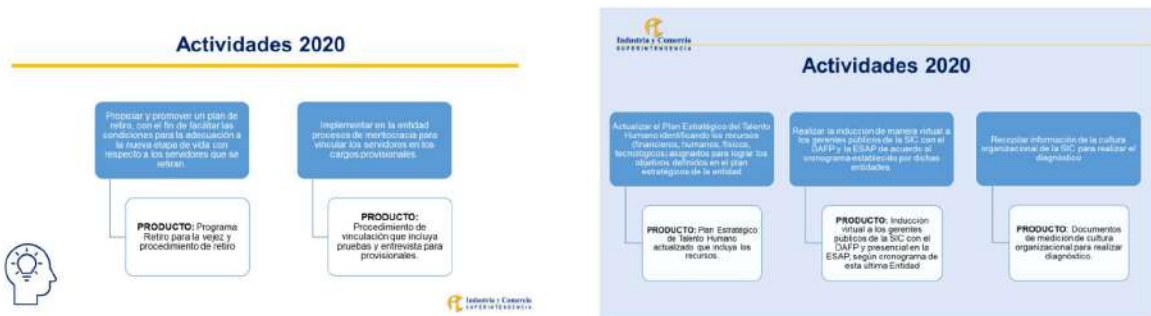 Actividades 2020
Propiciar y promover un plan de
retiro, con el fin de facilitar las
condiciones para la adecuación a
la nueva etapa de vida con
respecto a los servidores que se
retiran
Implementar en la entidad
procesos de meritocracia para
vincular los servidores en los
cargos provisionales.
PRODUCTO: Programa
Retiro para la vejez y
procedimiento de retiro
PRODUCTO:
Procedimiento de
vinculación que incluya
pruebas y entrevista para
provisionales.
Industria y Comercio
SUPERINTENDENCIA
Industria y Comercio
SUPERINTENDENCIA
Actividades 2020
Actualizar el Plan Estratégico del Talento
Humano identificando los recursos
(financieros, humanos, físicos,
tecnológicos) asignados para lograr los
objetivos definidos en el plan
estratégicos de la entidad
Realizar la inducción de manera virtual a
los gerentes públicos de la SIC con el
DAFP y la ESAP de acuerdo al
cronograma establecido por dichas
entidades.
Recopilar información de la cultura
organizacional de la SIC para realizar el
diagnóstico
PRODUCTO: Plan Estratégico
de Talento Humano
actualizado que incluya los
recursos.
PRODUCTO: Inducción
virtual a los gerentes
públicos de la SIC con el
DAFP y presencial en la
ESAP, según cronograma de
esta última Entidad
PRODUCTO: Documentos
de medición de cultura
organizacional para realizar
diagnóstico.